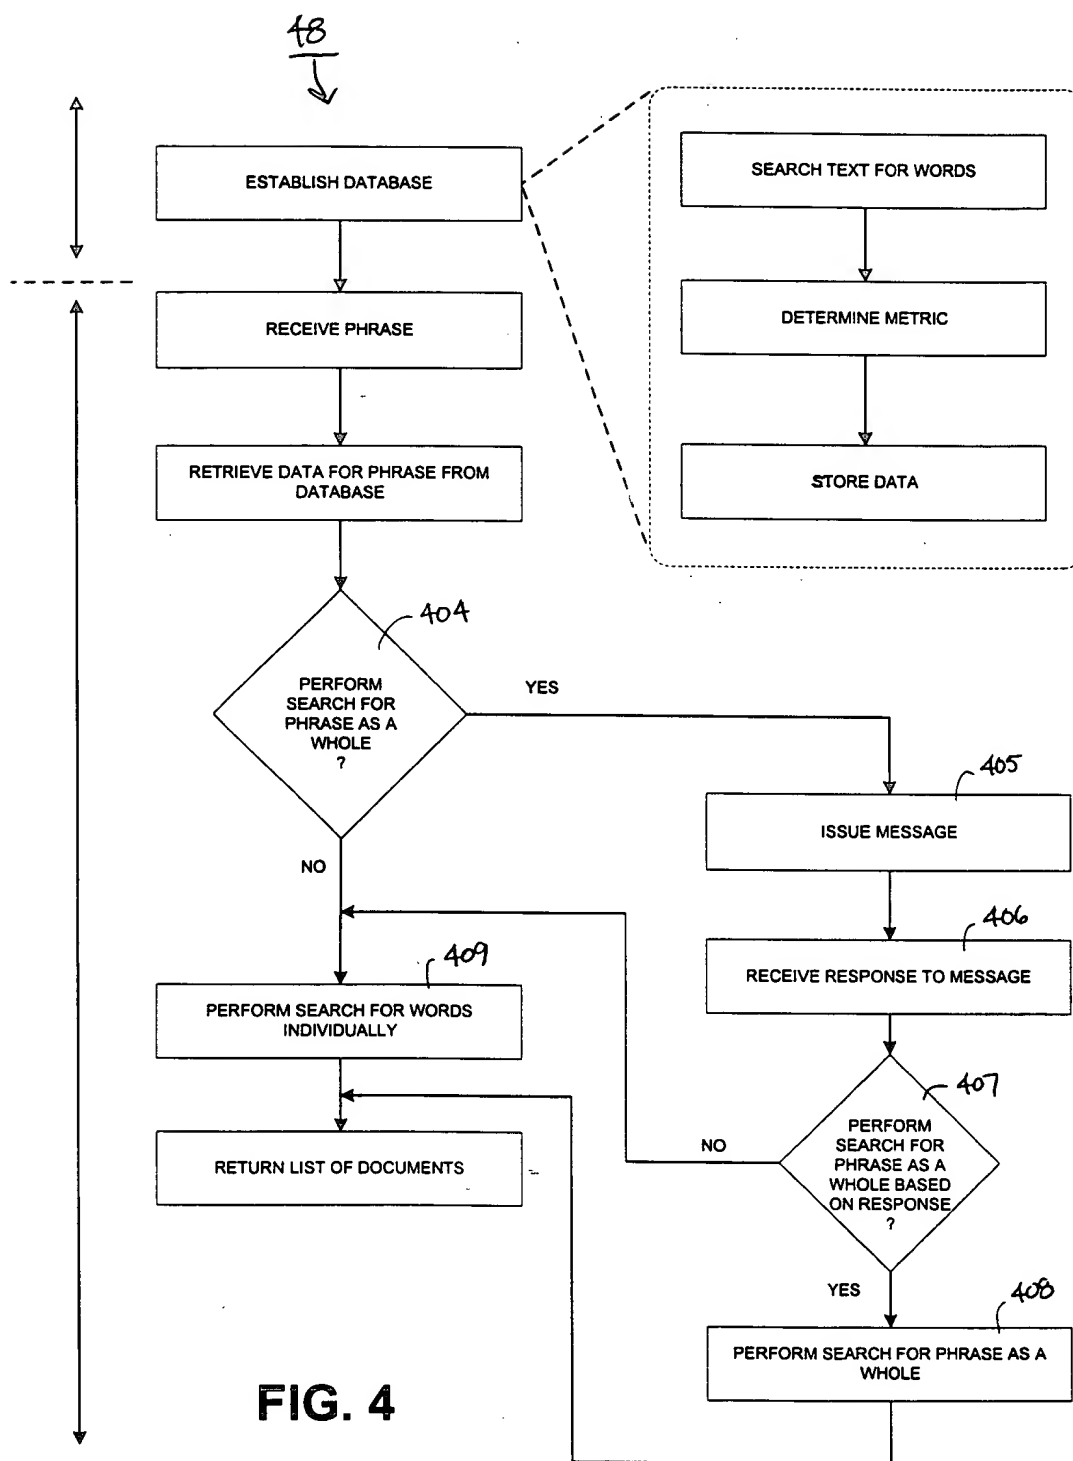 48
ESTABLISH DATABASE
SEARCH TEXT FOR WORDS
DETERMINE METRIC
STORE DATA
RECEIVE PHRASE
RETRIEVE DATA FOR PHRASE FROM
DATABASE
404
PERFORM
SEARCH FOR
PHRASE AS A
WHOLE
?
YES
NO
405
ISSUE MESSAGE
406
RECEIVE RESPONSE TO MESSAGE
407
PERFORM
SEARCH FOR
PHRASE AS A
WHOLE BASED
ON RESPONSE
?
NO
YES
408
PERFORM SEARCH FOR PHRASE AS A
WHOLE
409
PERFORM SEARCH FOR WORDS
INDIVIDUALLY
RETURN LIST OF DOCUMENTS
FIG. 4